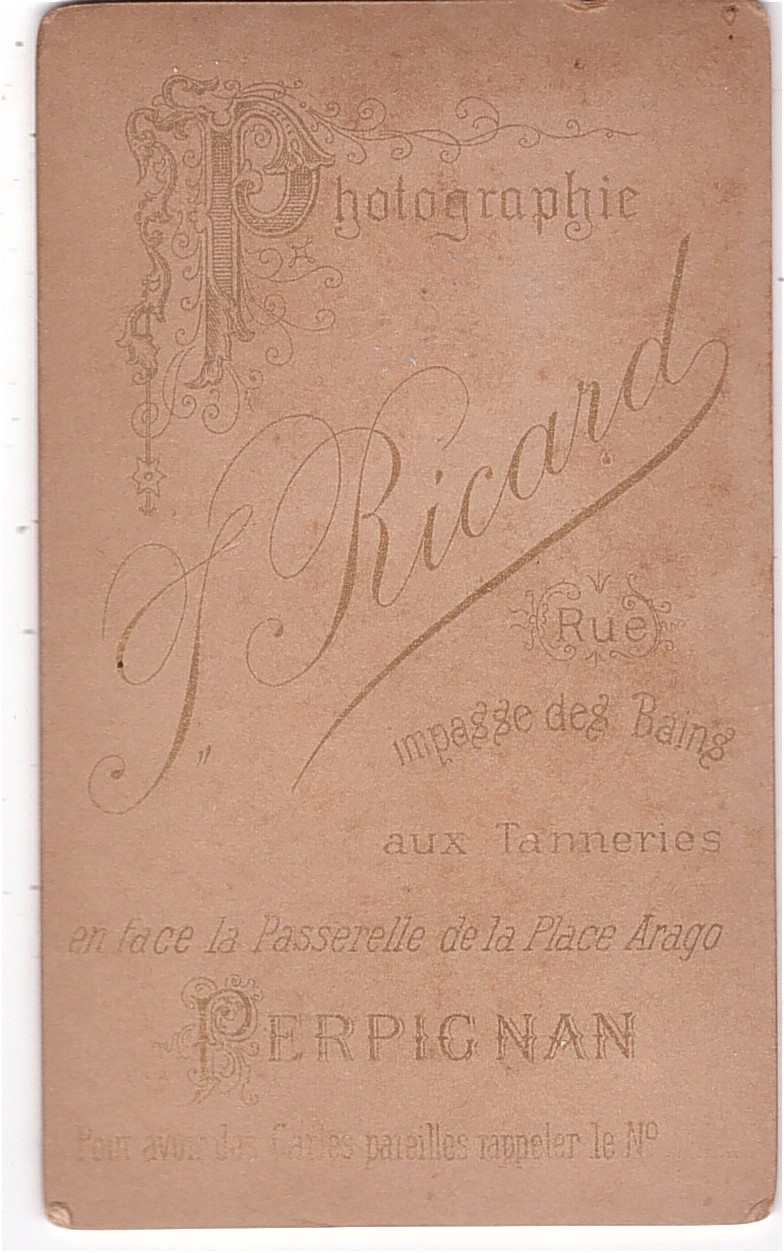 Photographie
J. Ricard
Rue
impasse des Bains
aux Tanneries
en face la Passerelle de la Place Arago
PERPIGNAN
Pour avoir des Cartes pareilles rappeler le Nº